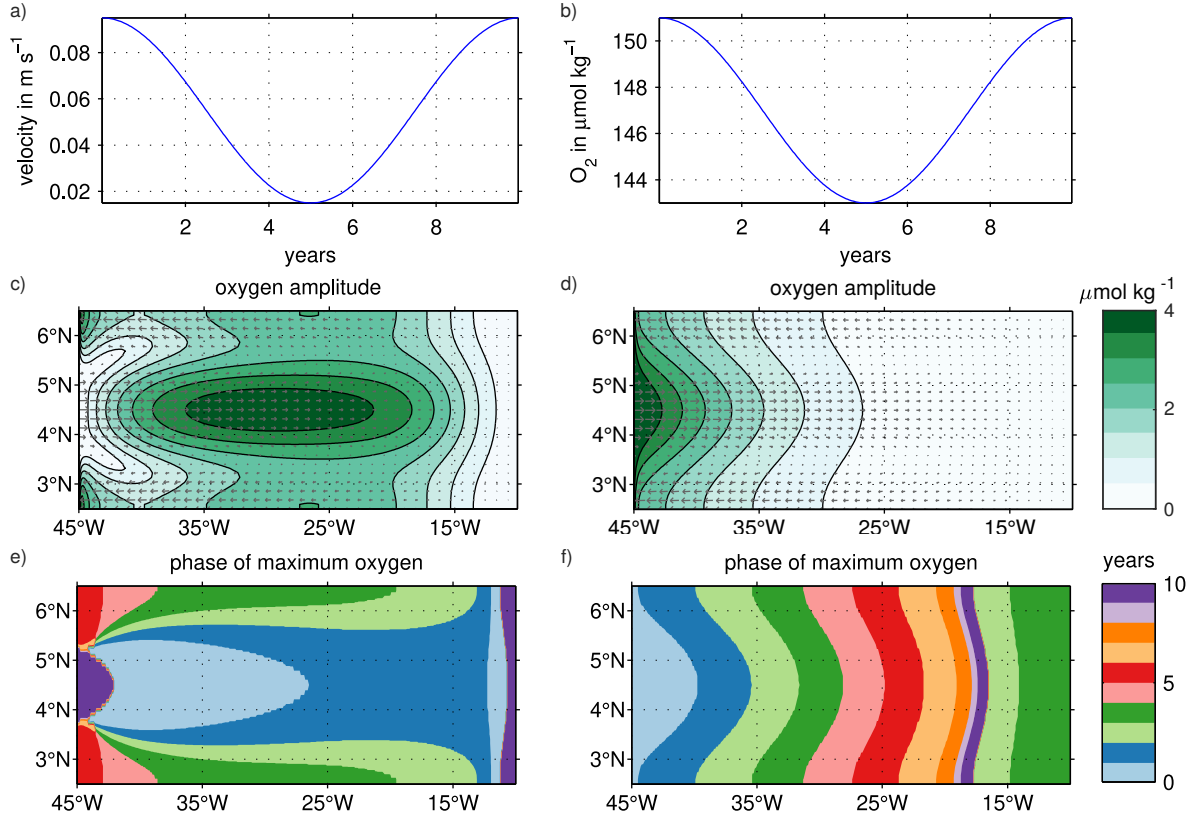 a)
velocity in m s⁻¹
0.08
0.06
0.04
0.02
2 4 6 8
years
b)
O₂ in μmol kg⁻¹
150
148
146
144
2 4 6 8
years
c)
oxygen amplitude
6°N
5°N
4°N
3°N
45°W 35°W 25°W 15°W
d)
oxygen amplitude
6°N
5°N
4°N
3°N
45°W 35°W 25°W 15°W
μmol kg⁻¹
4
2
0
e)
phase of maximum oxygen
6°N
5°N
4°N
3°N
45°W 35°W 25°W 15°W
f)
phase of maximum oxygen
6°N
5°N
4°N
3°N
45°W 35°W 25°W 15°W
years
10
5
0